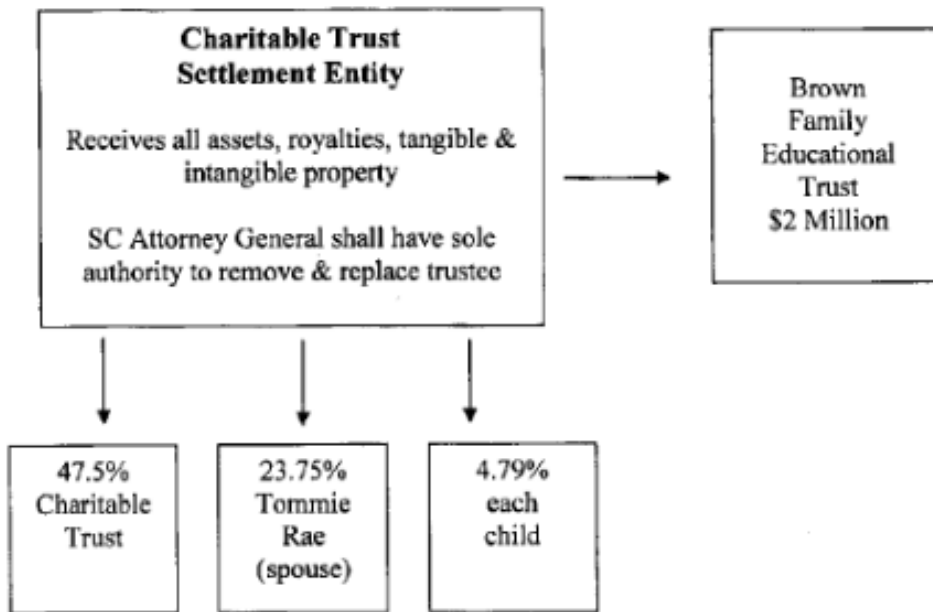 Charitable Trust
Settlement Entity
Receives all assets, royalties, tangible &
intangible property
SC Attorney General shall have sole
authority to remove & replace trustee
Brown
Family
Educational
Trust
$2 Million
47.5%
Charitable
Trust
23.75%
Tommie
Rae
(spouse)
4.79%
each
child